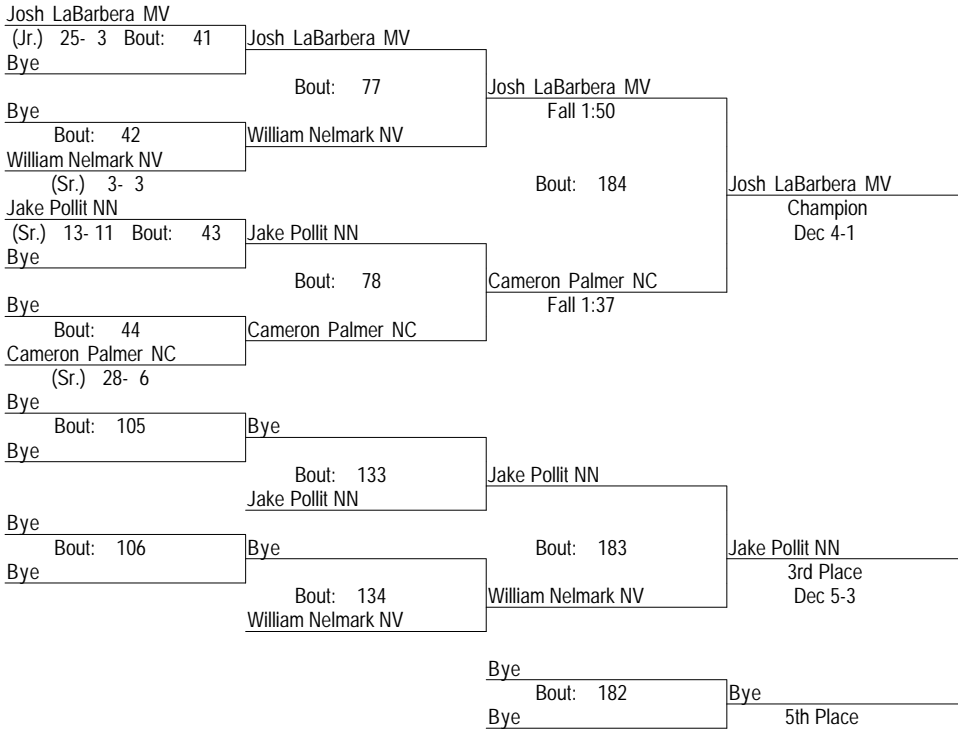 Josh LaBarbera MV
(Jr.) 25- 3 Bout: 41
Bye
Josh LaBarbera MV
Bout: 77
Bye
Bout: 42
William Nelmark NV
(Sr.) 3- 3
William Nelmark NV
Josh LaBarbera MV
Fall 1:50
Bout: 184
Jake Pollit NN
(Sr.) 13- 11 Bout: 43
Bye
Jake Pollit NN
Bout: 78
Bye
Bout: 44
Cameron Palmer NC
(Sr.) 28- 6
Cameron Palmer NC
Cameron Palmer NC
Fall 1:37
Josh LaBarbera MV
Champion
Dec 4-1
Bye
Bout: 105
Bye
Bye
Bout: 133
Jake Pollit NN
Jake Pollit NN
Bye
Bout: 106
Bye
Bye
Bout: 134
William Nelmark NV
Bout: 183
William Nelmark NV
Jake Pollit NN
3rd Place
Dec 5-3
Bye
Bout: 182
Bye
Bye
5th Place